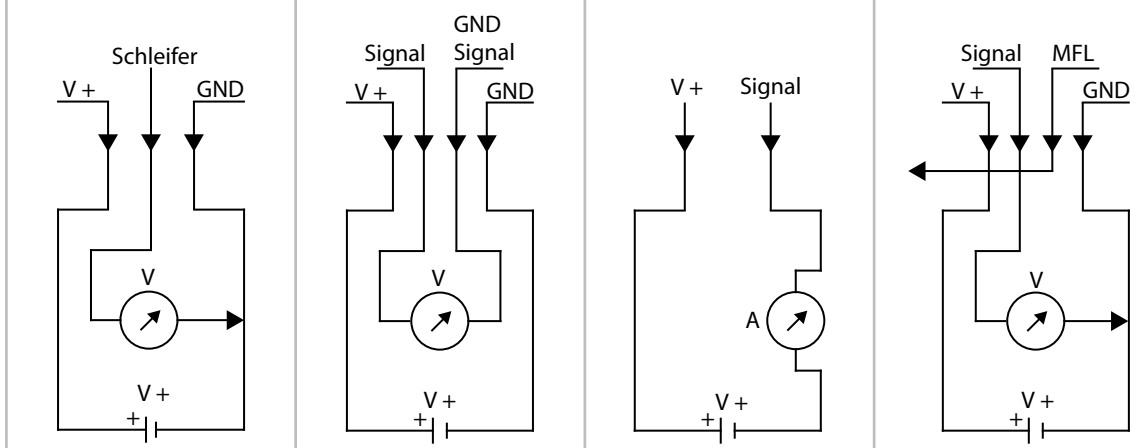 Schleifer
V +
GND
V
V +
+
GND
Signal
Signal
V +
GND
V
V +
+
V +
Signal
A
V +
+
Signal
MFL
V +
GND
V
V +
+